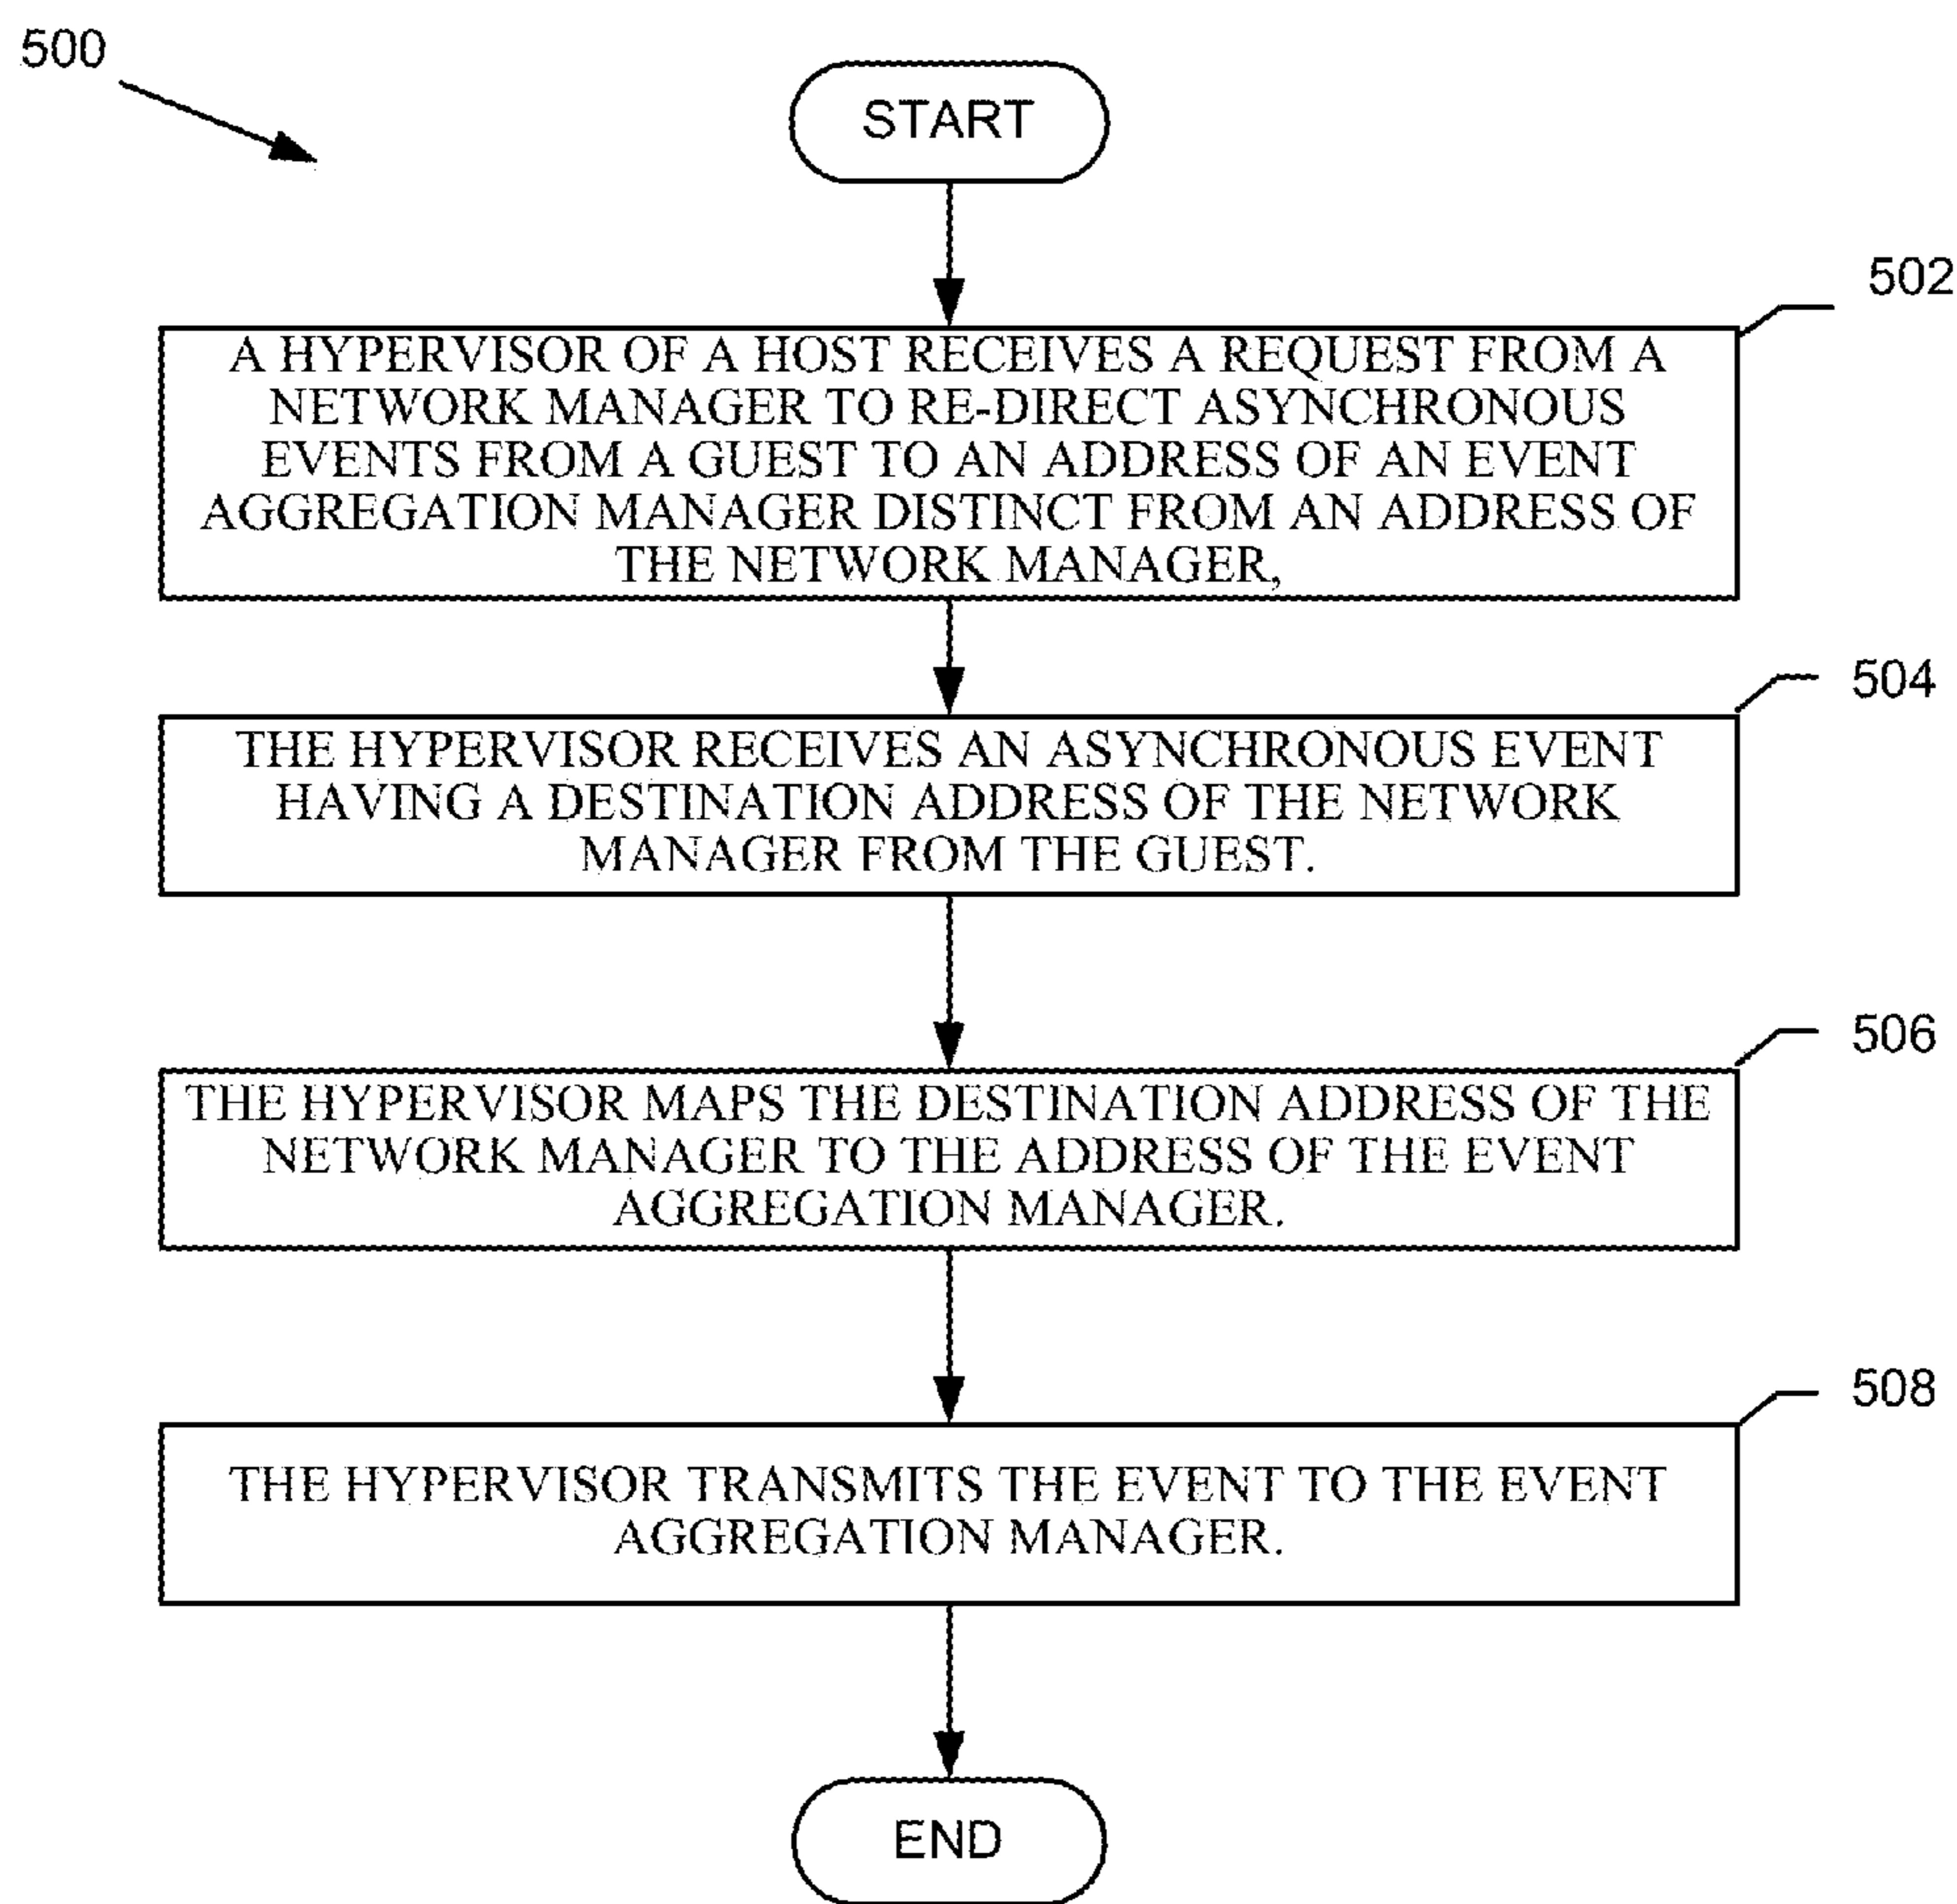 500
START
502
A HYPERVISOR OF A HOST RECEIVES A REQUEST FROM A
NETWORK MANAGER TO RE-DIRECT ASYNCHRONOUS
EVENTS FROM A GUEST TO AN ADDRESS OF AN EVENT
AGGREGATION MANAGER DISTINCT FROM AN ADDRESS OF
THE NETWORK MANAGER,
504
THE HYPERVISOR RECEIVES AN ASYNCHRONOUS EVENT
HAVING A DESTINATION ADDRESS OF THE NETWORK
MANAGER FROM THE GUEST.
506
THE HYPERVISOR MAPS THE DESTINATION ADDRESS OF THE
NETWORK MANAGER TO THE ADDRESS OF THE EVENT
AGGREGATION MANAGER.
508
THE HYPERVISOR TRANSMITS THE EVENT TO THE EVENT
AGGREGATION MANAGER.
END